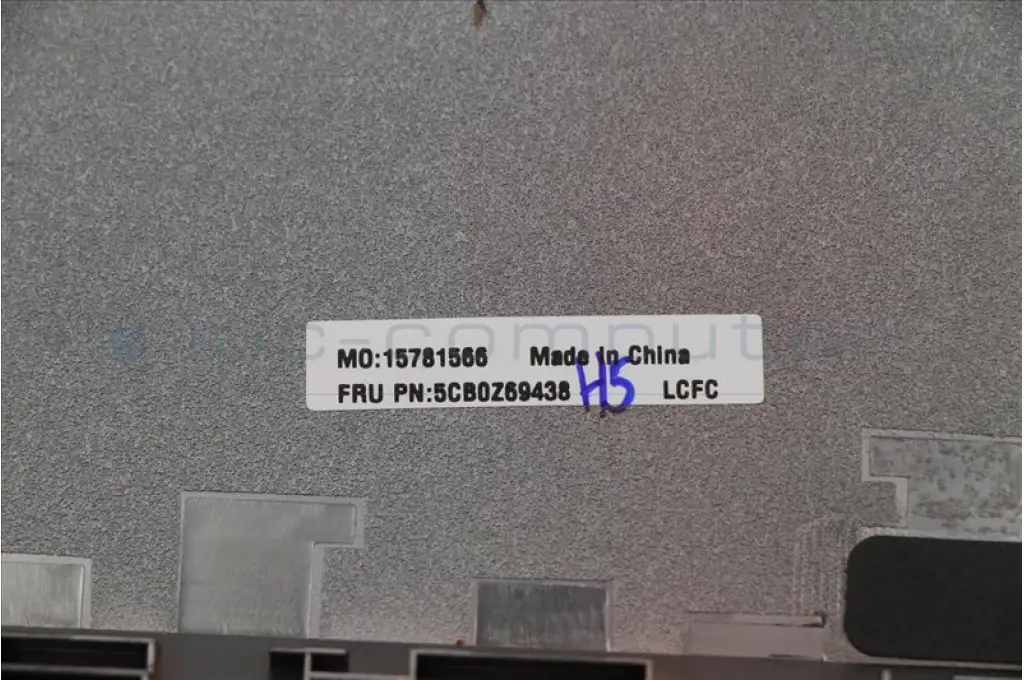 MO:15781566 Made in China
FRU PN:5CB0Z69438 H5 LCFC